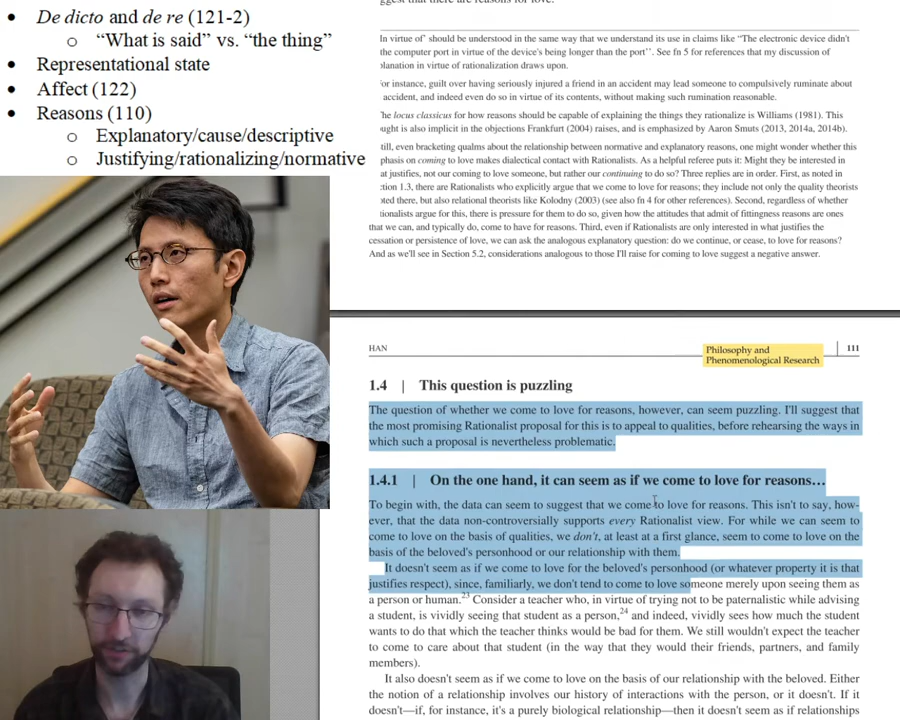 • De dicto and de re (121-2)
o “What is said” vs. “the thing”
• Representational state
• Affect (122)
• Reasons (110)
o Explanatory/cause/descriptive
o Justifying/rationalizing/normative
In virtue of’ should be understood in the same way that we understand its use in claims like “The electronic device didn't
the computer port in virtue of the device's being longer than the port’’. See fn 5 for references that my discussion of
planation in virtue of rationalization draws upon.
or instance, guilt over having seriously injured a friend in an accident may lead someone to compulsively ruminate about
accident, and indeed even do so in virtue of its contents, without making such rumination reasonable.
he locus classicus for how reasons should be capable of explaining the things they rationalize is Williams (1981). This
ught is also implicit in the objections Frankfurt (2004) raises, and is emphasized by Aaron Smuts (2013, 2014a, 2014b).
till, even bracketing qualms about the relationship between normative and explanatory reasons, one might wonder whether this
phasis on coming to love makes dialectical contact with Rationalists. As a helpful referee puts it: Might they be interested in
at justifies, not our coming to love someone, but rather our continuing to do so? Three replies are in order. First, as noted in
ction 1.3, there are Rationalists who explicitly argue that we come to love for reasons; they include not only the quality theorists
sted there, but also relational theorists like Kolodny (2003) (see also fn 4 for other references). Second, regardless of whether
tionalists argue for this, there is pressure for them to do so, given how the attitudes that admit of fittingness reasons are ones
that we can, and typically do, come to have for reasons. Third, even if Rationalists are only interested in what justifies the
cessation or persistence of love, we can ask the analogous explanatory question: do we continue, or cease, to love for reasons?
And as we'll see in Section 5.2, considerations analogous to those I'll raise for coming to love suggest a negative answer.
HAN
Philosophy and
Phenomenological Research
111
1.4 | This question is puzzling
The question of whether we come to love for reasons, however, can seem puzzling. I'll suggest that
the most promising Rationalist proposal for this is to appeal to qualities, before rehearsing the ways in
which such a proposal is nevertheless problematic.
1.4.1 | On the one hand, it can seem as if we come to love for reasons…
To begin with, the data can seem to suggest that we come to love for reasons. This isn't to say, how-
ever, that the data non-controversially supports every Rationalist view. For while we can seem to
come to love on the basis of qualities, we don't, at least at a first glance, seem to come to love on the
basis of the beloved's personhood or our relationship with them.
It doesn't seem as if we come to love for the beloved's personhood (or whatever property it is that
justifies respect), since, familiarly, we don't tend to come to love someone merely upon seeing them as
a person or human.23 Consider a teacher who, in virtue of trying not to be paternalistic while advising
a student, is vividly seeing that student as a person,24 and indeed, vividly sees how much the student
wants to do that which the teacher thinks would be bad for them. We still wouldn't expect the teacher
to come to care about that student (in the way that they would their friends, partners, and family
members).
It also doesn't seem as if we come to love on the basis of our relationship with the beloved. Either
the notion of a relationship involves our history of interactions with the person, or it doesn't. If it
doesn't—if, for instance, it's a purely biological relationship—then it doesn't seem as if relationships